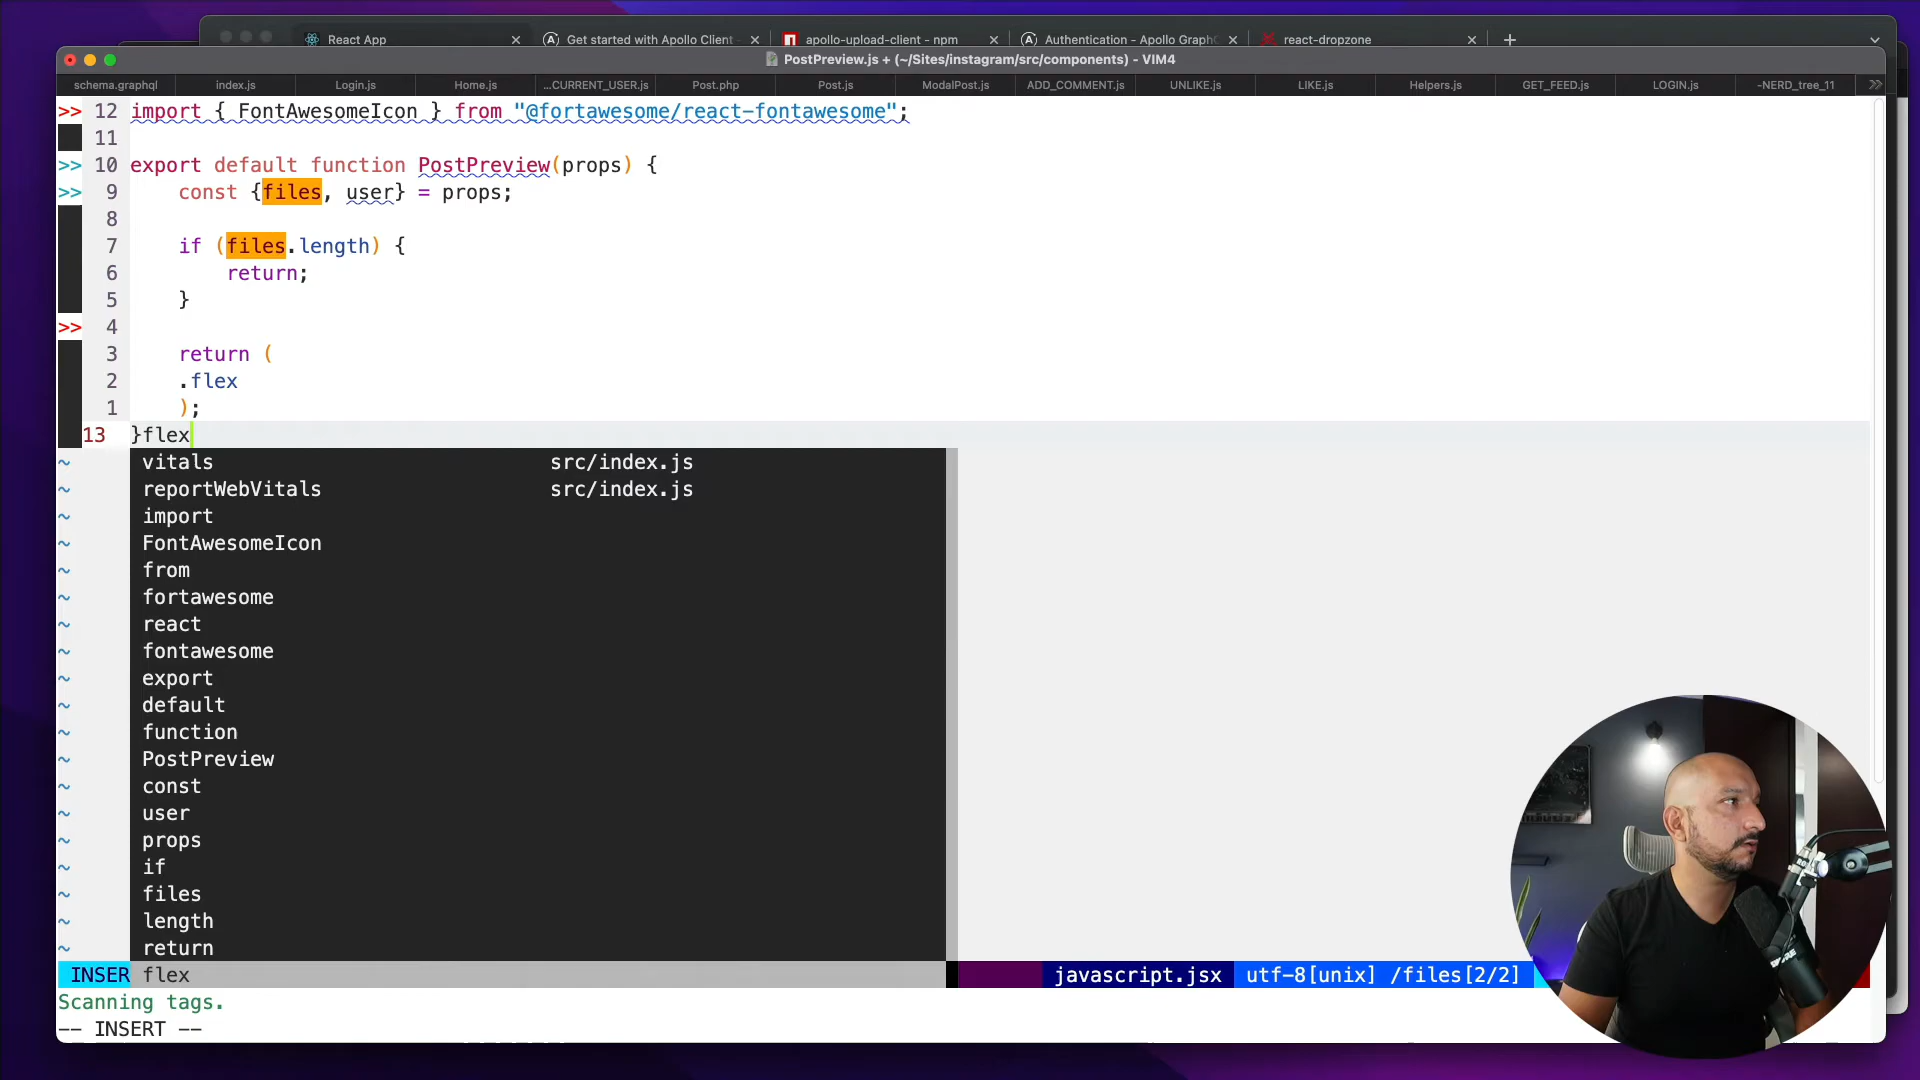 React App
Get started with Apollo Client -
apollo-upload-client - npm
Authentication - Apollo GraphQ
react-dropzone
PostPreview.js + (~/Sites/instagram/src/components) - VIM4
schema.graphql
index.js
Login.js
Home.js
...CURRENT_USER.js
Post.php
Post.js
ModalPost.js
ADD_COMMENT.js
UNLIKE.js
LIKE.js
Helpers.js
GET_FEED.js
LOGIN.js
-NERD_tree_11
>> 12 import { FontAwesomeIcon } from "@fortawesome/react-fontawesome";
11
>> 10 export default function PostPreview(props) {
>> 9 const {files, user} = props;
8
7 if (files.length) {
6 return;
5 }
>> 4
3 return (
2 .flex
1 );
13 }flex
~ vitals src/index.js
~ reportWebVitals src/index.js
~ import
~ FontAwesomeIcon
~ from
~ fortawesome
~ react
~ fontawesome
~ export
~ default
~ function
~ PostPreview
~ const
~ user
~ props
~ if
~ files
~ length
~ return
INSER flex javascript.jsx utf-8[unix] /files[2/2]
Scanning tags.
-- INSERT --